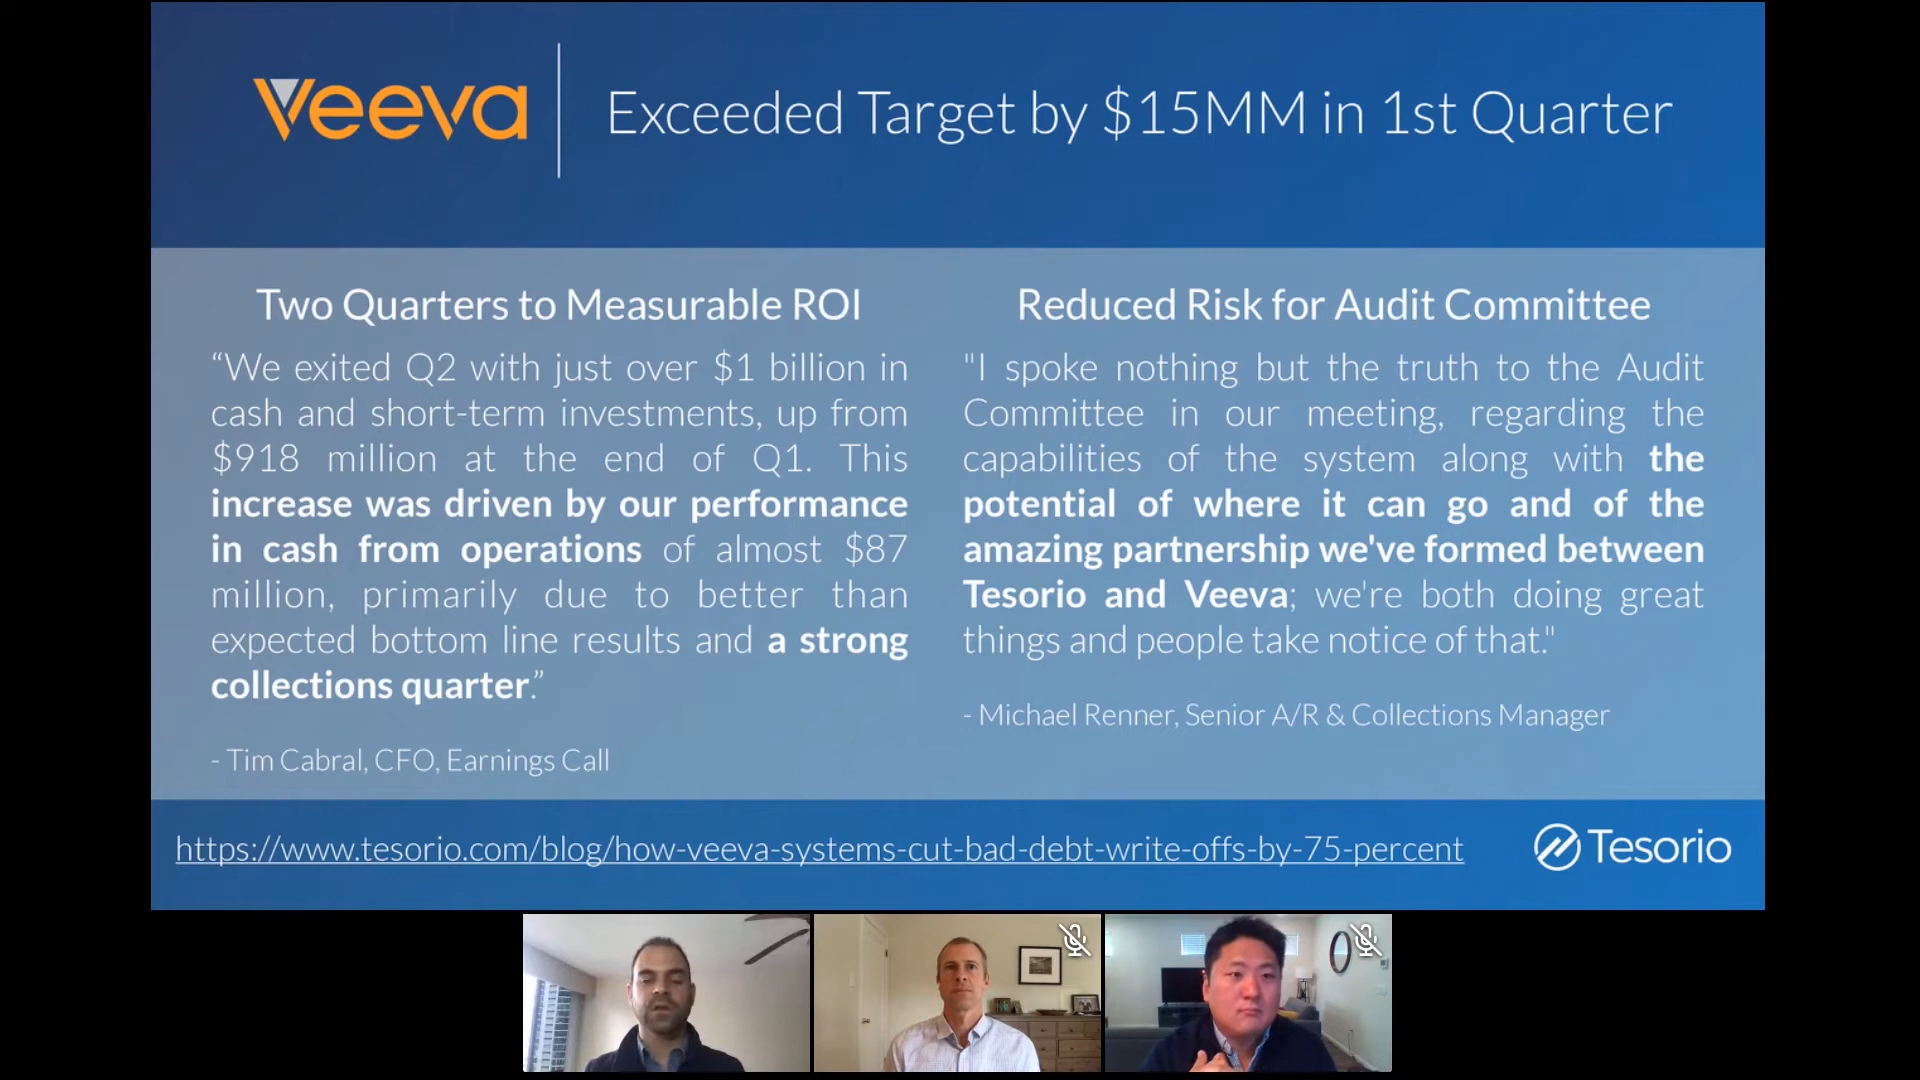 Veeva
Exceeded Target by $15MM in 1st Quarter
Two Quarters to Measurable ROI
“We exited Q2 with just over $1 billion in
cash and short-term investments, up from
$918 million at the end of Q1. This
increase was driven by our performance
in cash from operations of almost $87
million, primarily due to better than
expected bottom line results and a strong
collections quarter.”
- Tim Cabral, CFO, Earnings Call
Reduced Risk for Audit Committee
"I spoke nothing but the truth to the Audit
Committee in our meeting, regarding the
capabilities of the system along with the
potential of where it can go and of the
amazing partnership we've formed between
Tesorio and Veeva; we're both doing great
things and people take notice of that."
- Michael Renner, Senior A/R & Collections Manager
https://www.tesorio.com/blog/how-veeva-systems-cut-bad-debt-write-offs-by-75-percent
Tesorio